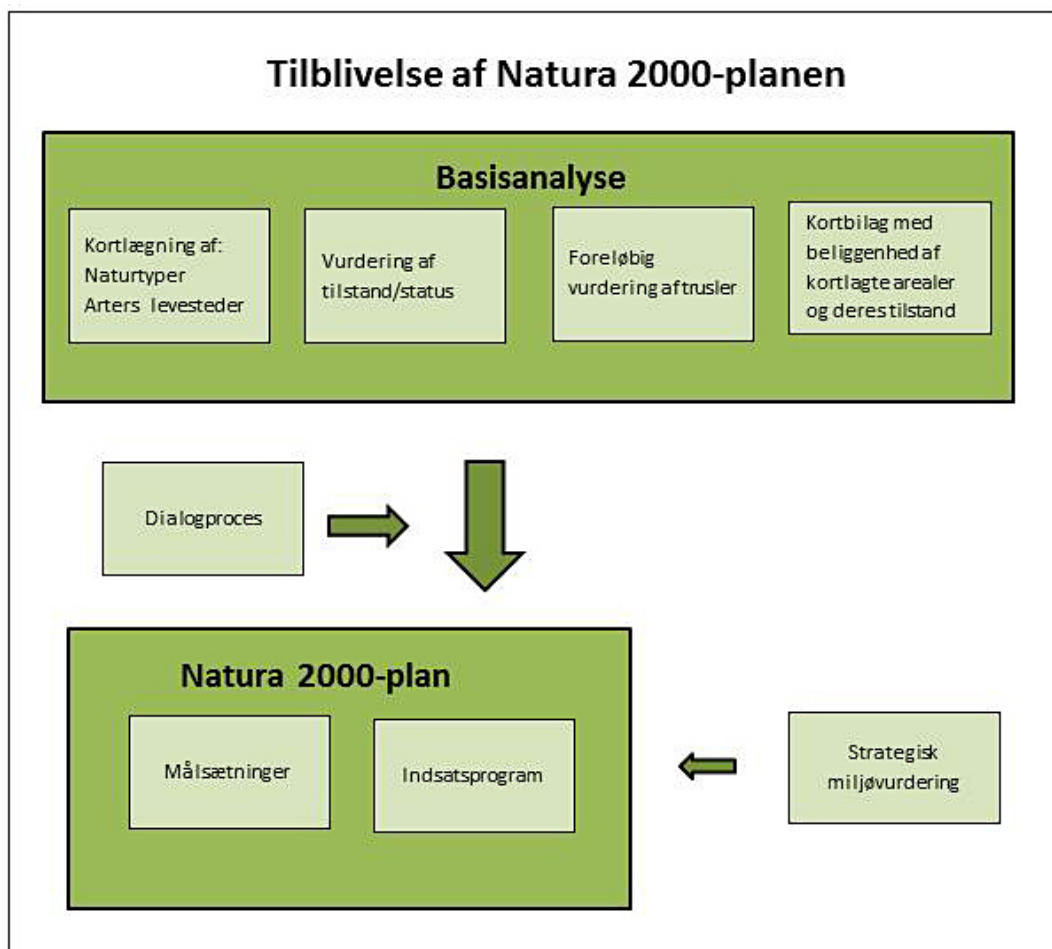 Tilblivelse af Natura 2000-planen
Basisanalyse
Kortlægning af:
Naturtyper
Arters levesteder
Vurdering af
tilstand/status
Foreløbig
vurdering af trusler
Kortbilag med
beliggenhed af
kortlagte arealer
og deres tilstand
Dialogproces
Natura 2000-plan
Målsætninger
Indsatsprogram
Strategisk
miljøvurdering